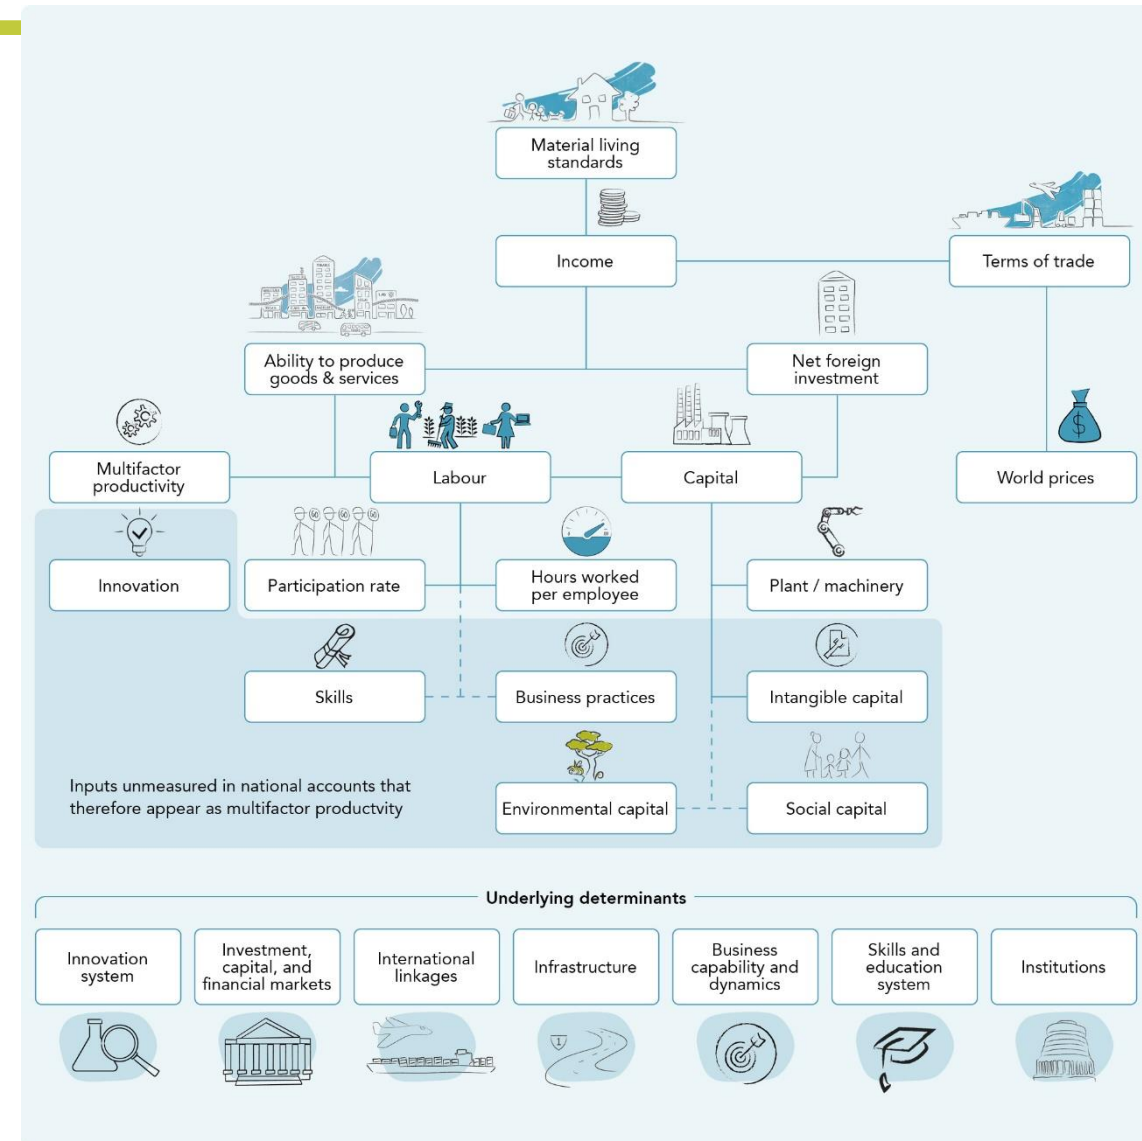 Material living
standards
Income
Terms of trade
Ability to produce
goods & services
Net foreign
investment
$
Multifactor
productivity
Labour
Capital
World prices
Innovation
Participation rate
Hours worked
per employee
Plant / machinery
Skills
Business practices
Intangible capital
Inputs unmeasured in national accounts that
therefore appear as multifactor productvity
Environmental capital
Social capital
Underlying determinants
Innovation
system
Investment,
capital, and
financial markets
International
linkages
Infrastructure
Business
capability and
dynamics
Skills and
education
system
Institutions
1